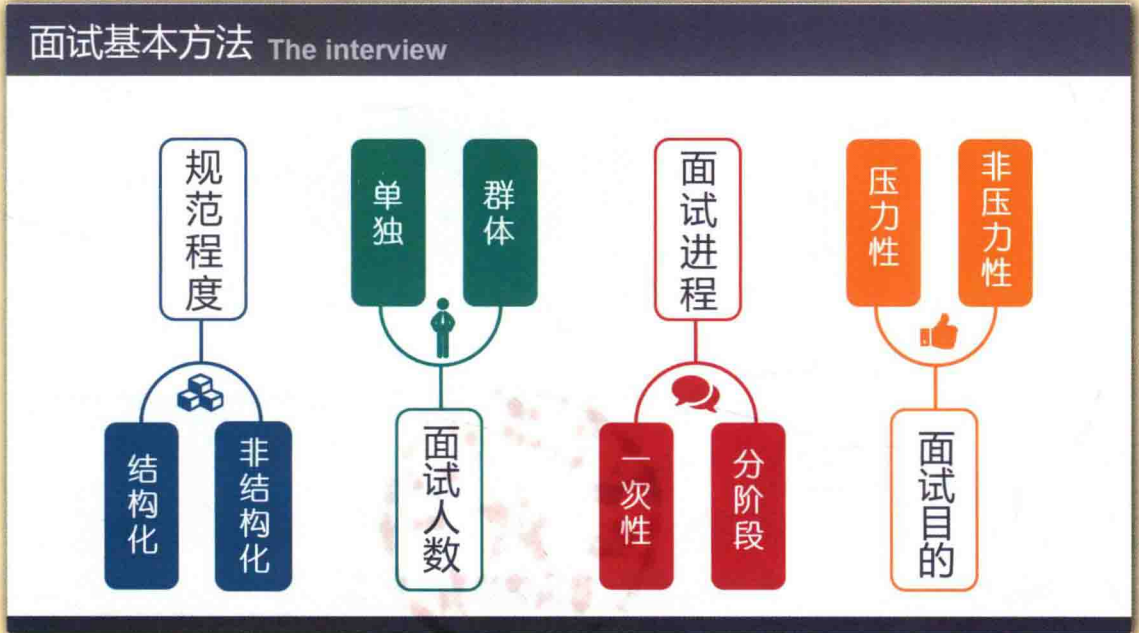 面试基本方法 The interview
规范程度
结构化
非结构化
单独
群体
面试人数
面试进程
一次性
分阶段
压力性
非压力性
面试目的